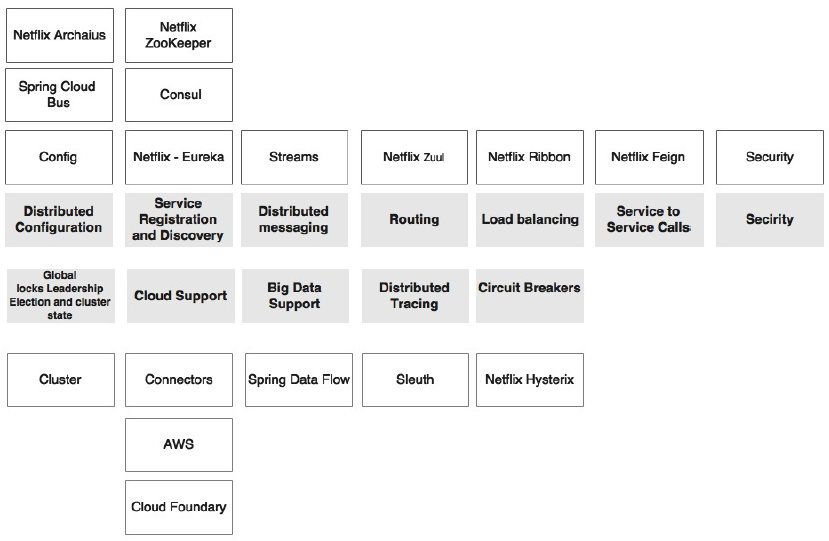 Netflix Archaius
Netflix
ZooKeeper
Spring Cloud
Bus
Consul
Config
Netflix - Eureka
Streams
Netflix Zuul
Netflix Ribbon
Netflix Feign
Security
Distributed
Configuration
Service
Registration
and Discovery
Distributed
messaging
Routing
Load balancing
Service to
Service Calls
Secirity
Global
locks Leadership
Election and cluster
state
Cloud Support
Big Data
Support
Distributed
Tracing
Circuit Breakers
Cluster
Connectors
Spring Data Flow
Sleuth
Netflix Hysterix
AWS
Cloud Foundary